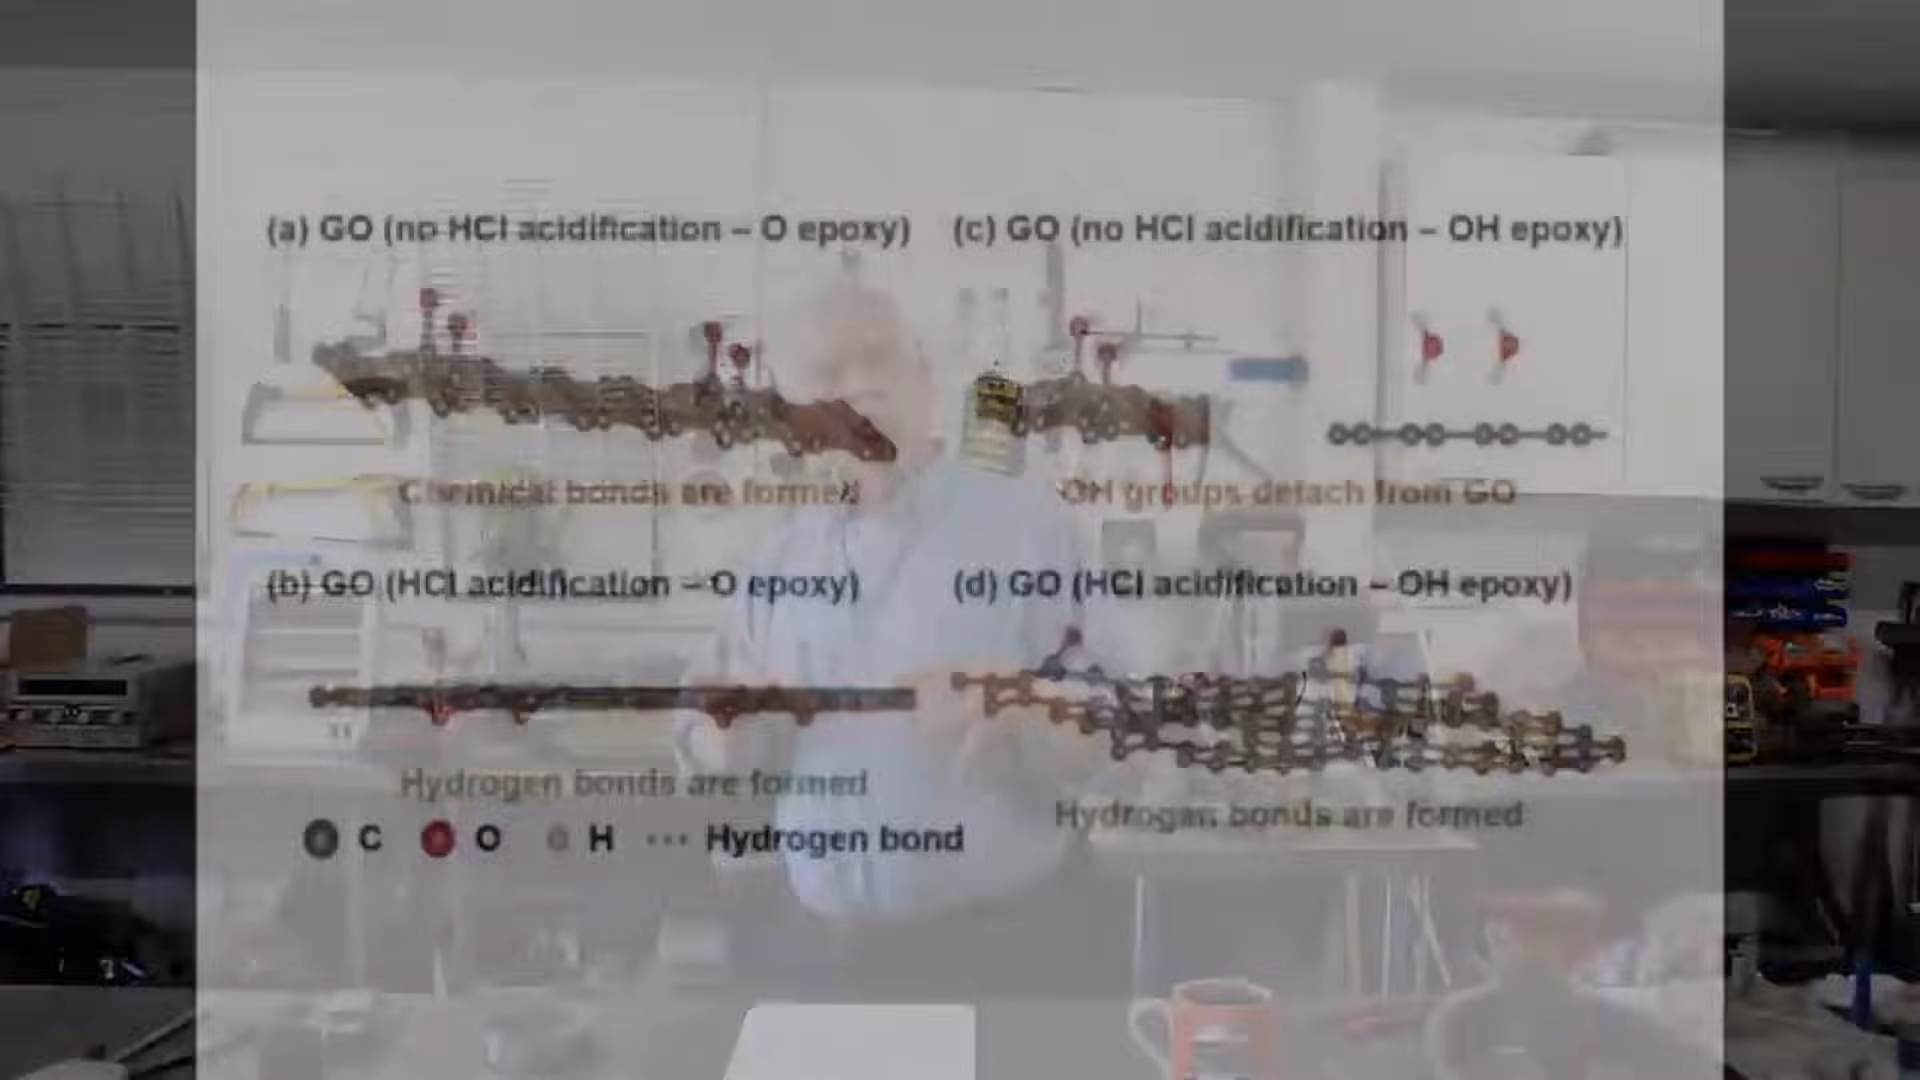 (a) GO (no HCl acidification – O epoxy)
Chemical bonds are formed
(b) GO (HCl acidification – O epoxy)
Hydrogen bonds are formed
C O H ··· Hydrogen bond
(c) GO (no HCl acidification – OH epoxy)
OH groups detach from GO
(d) GO (HCl acidification – OH epoxy)
Hydrogen bonds are formed